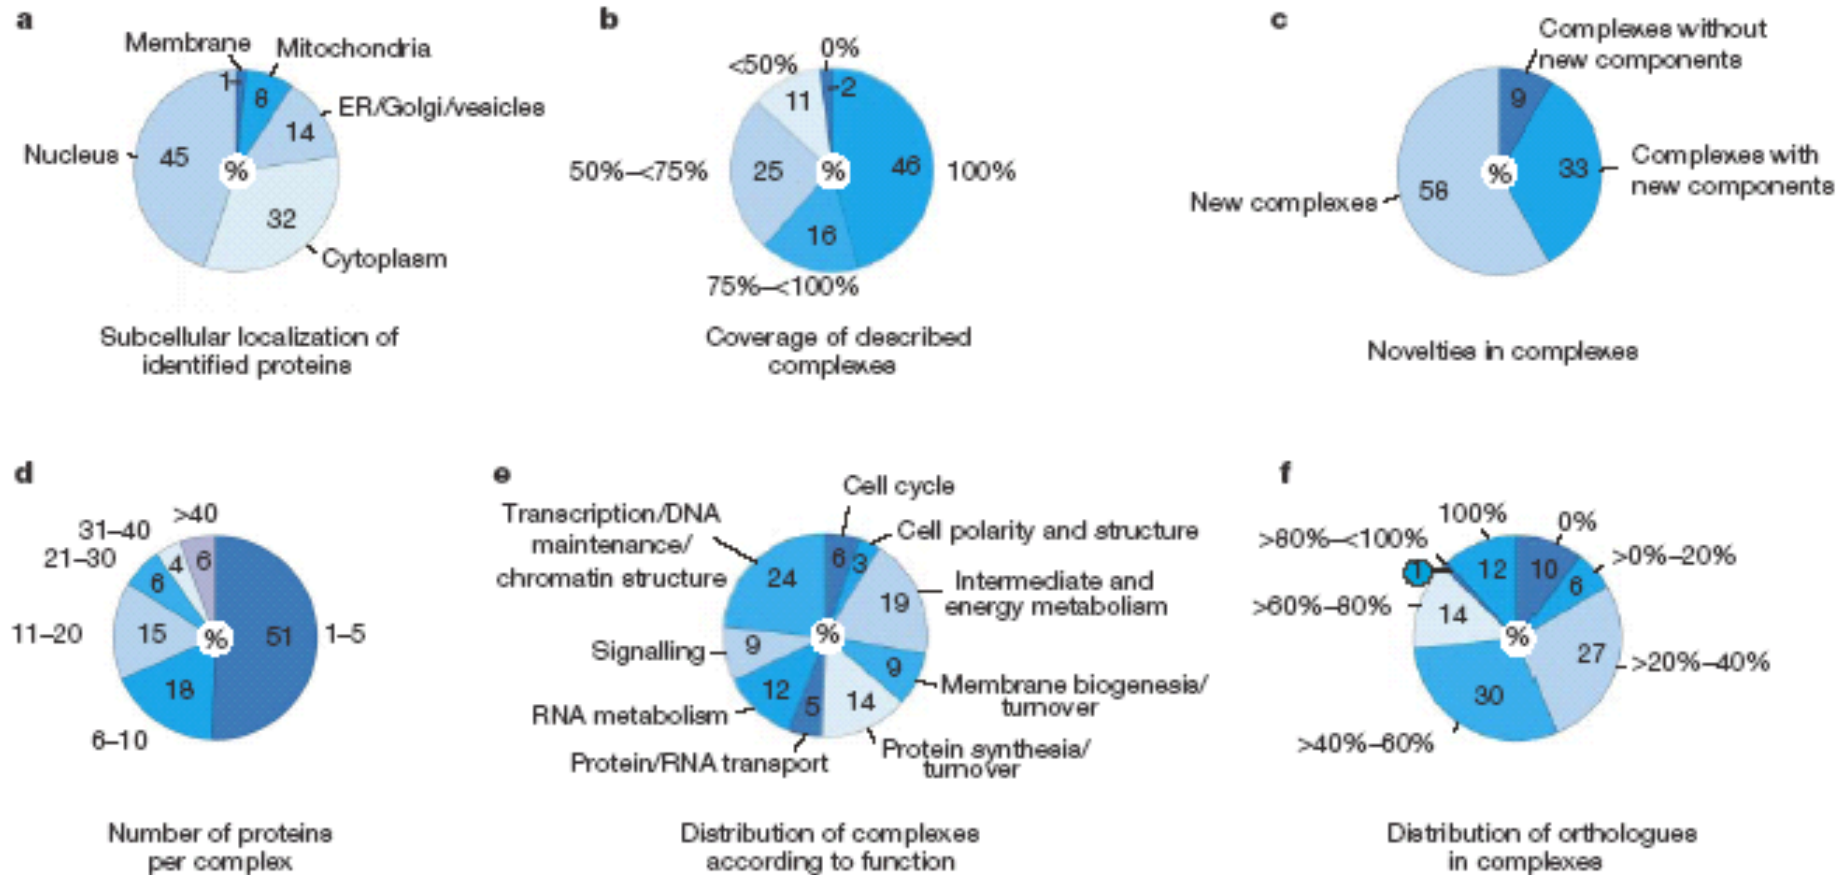 a
Membrane
Mitochondria
1
8
ER/Golgi/vesicles
14
Nucleus
45
%
32
Cytoplasm
Subcellular localization of
identified proteins
b
0%
<50%
2
11
46
100%
50%–<75%
25
%
16
75%–<100%
Coverage of described
complexes
c
Complexes without
new components
9
33
Complexes with
new components
%
58
New complexes
Novelties in complexes
d
>40
31–40
21–30
6
4
6
11–20
15
%
51
1–5
18
6–10
Number of proteins
per complex
e
Cell cycle
Transcription/DNA
maintenance/
chromatin structure
Cell polarity and structure
24
6
3
Intermediate and
energy metabolism
19
Signalling
9
%
9
Membrane biogenesis/
turnover
12
5
14
RNA metabolism
Protein/RNA transport
Protein synthesis/
turnover
Distribution of complexes
according to function
f
100%
0%
>80%–<100%
>0%–20%
1
12
10
6
>60%–80%
14
%
27
>20%–40%
30
>40%–60%
Distribution of orthologues
in complexes